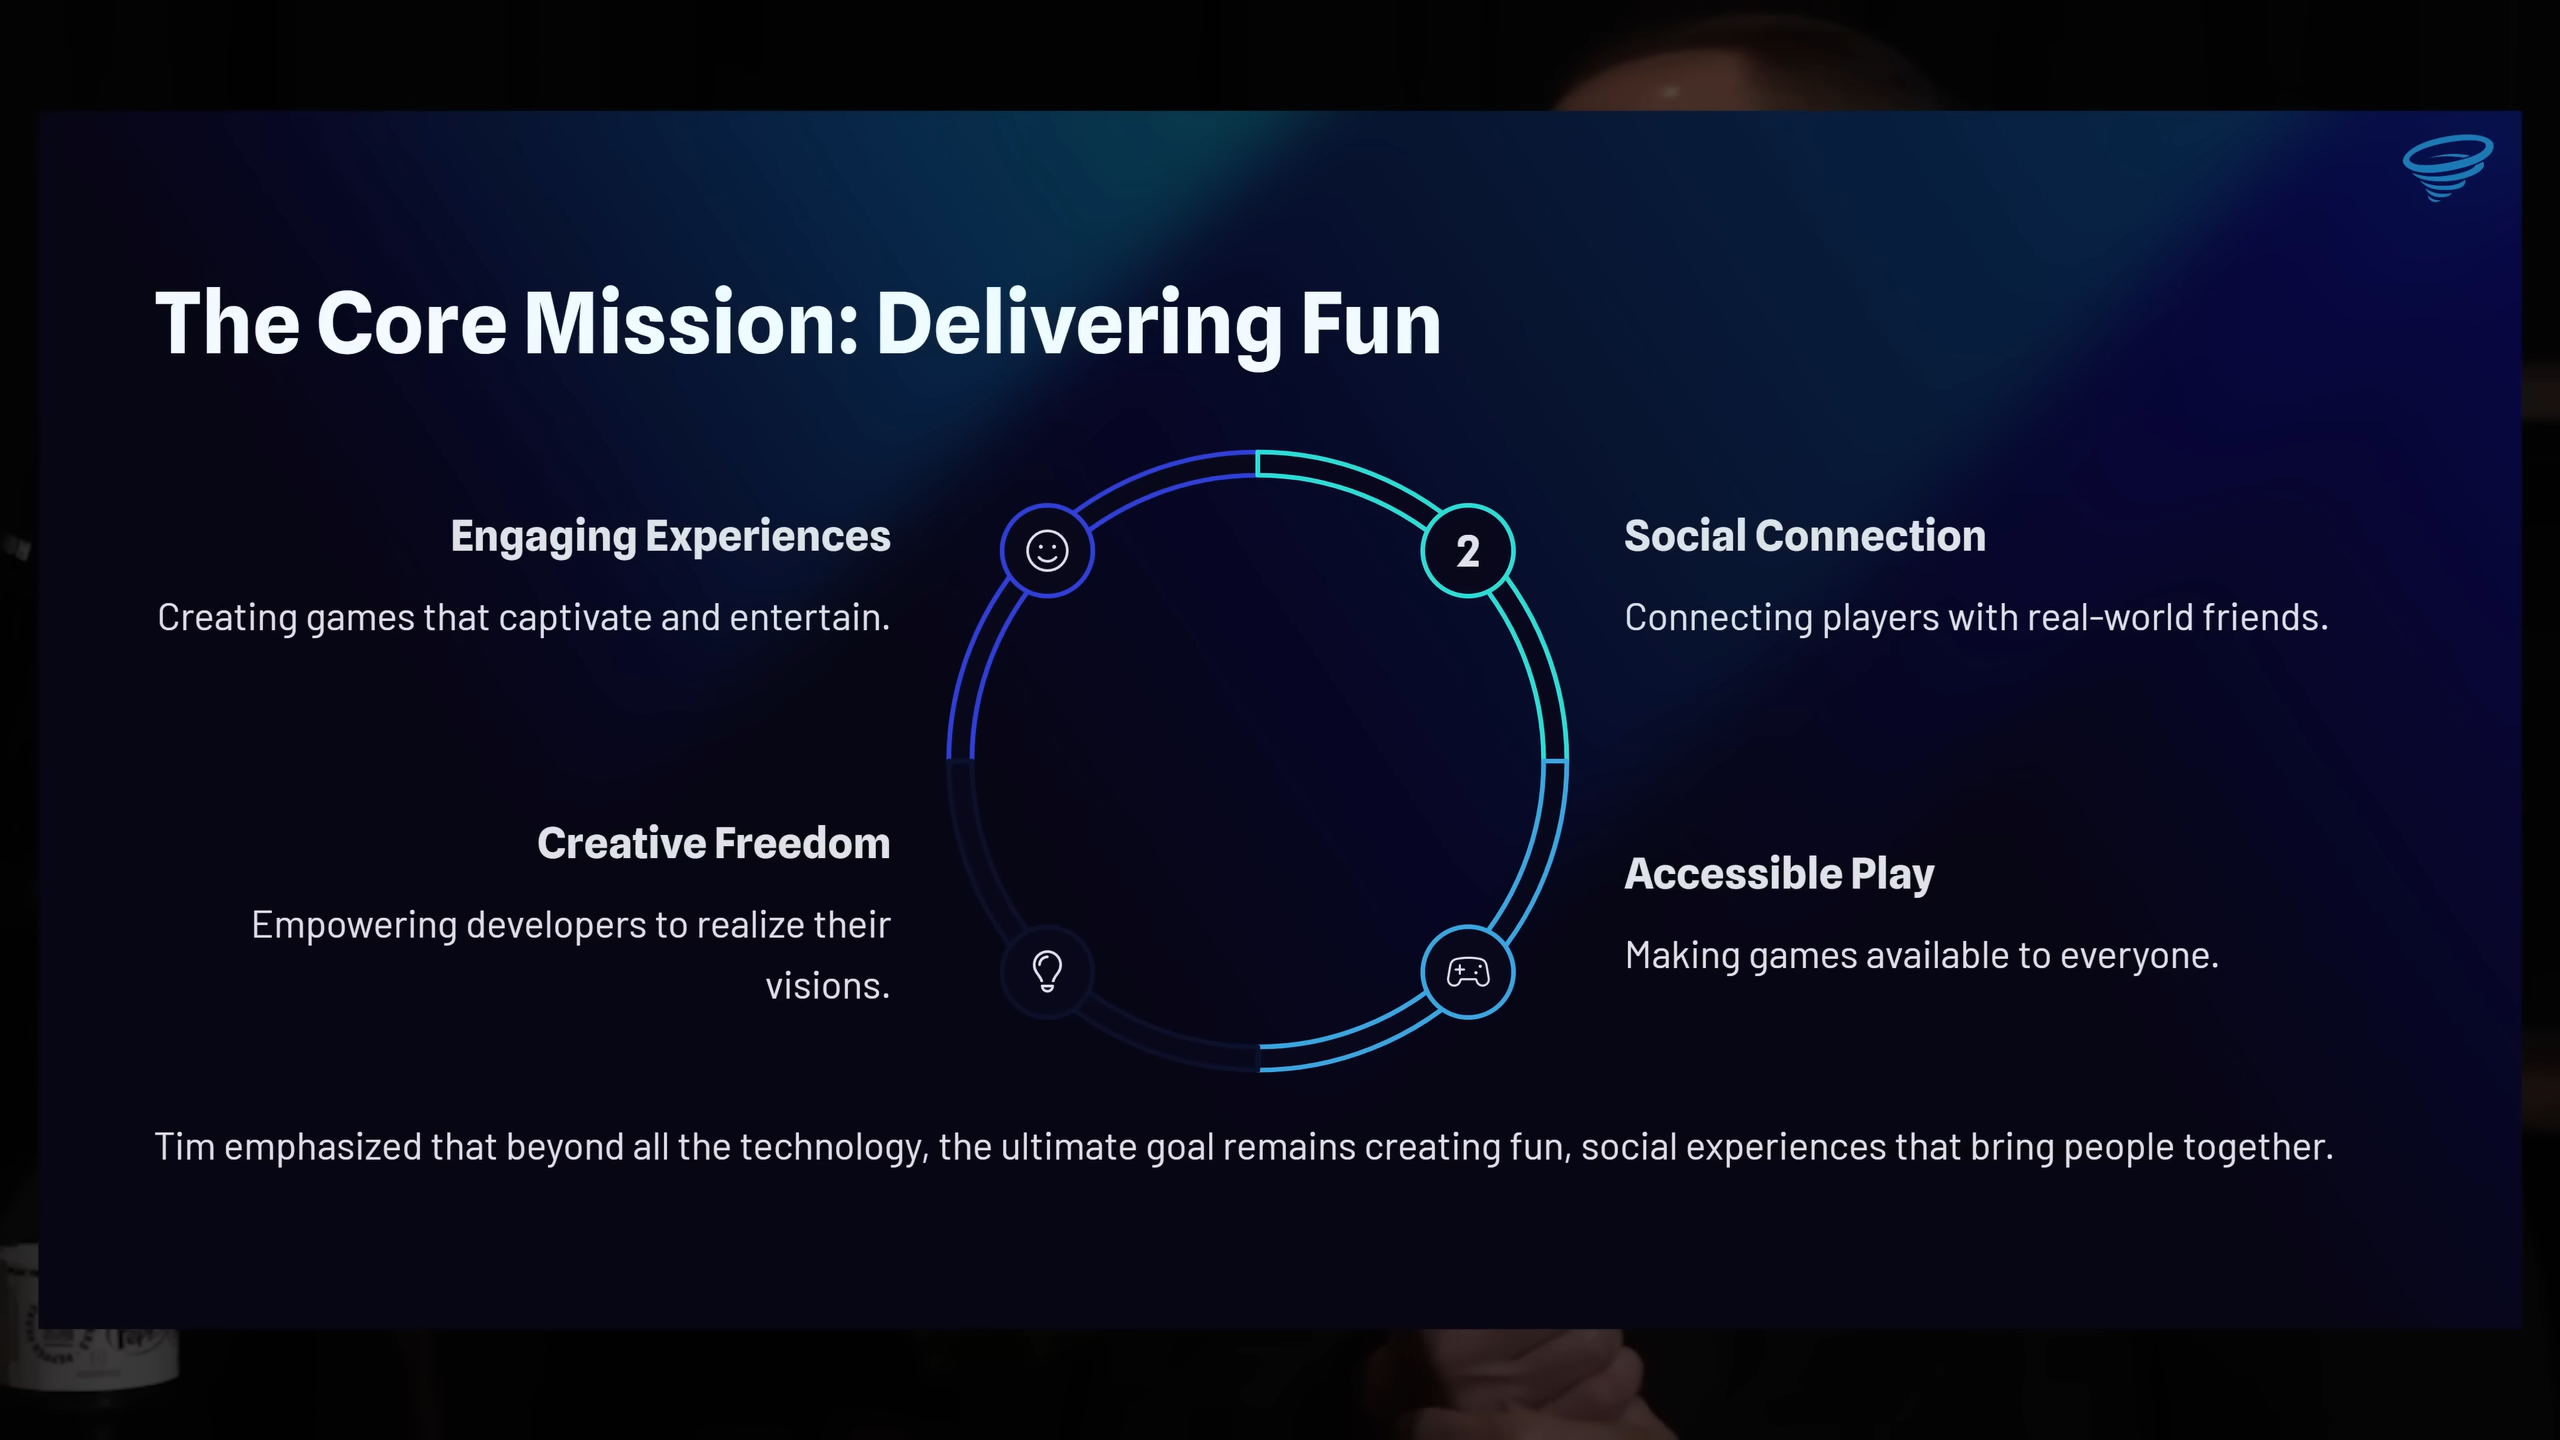 The Core Mission: Delivering Fun
Engaging Experiences
Creating games that captivate and entertain.
2
Social Connection
Connecting players with real-world friends.
Creative Freedom
Empowering developers to realize their
visions.
Accessible Play
Making games available to everyone.
Tim emphasized that beyond all the technology, the ultimate goal remains creating fun, social experiences that bring people together.